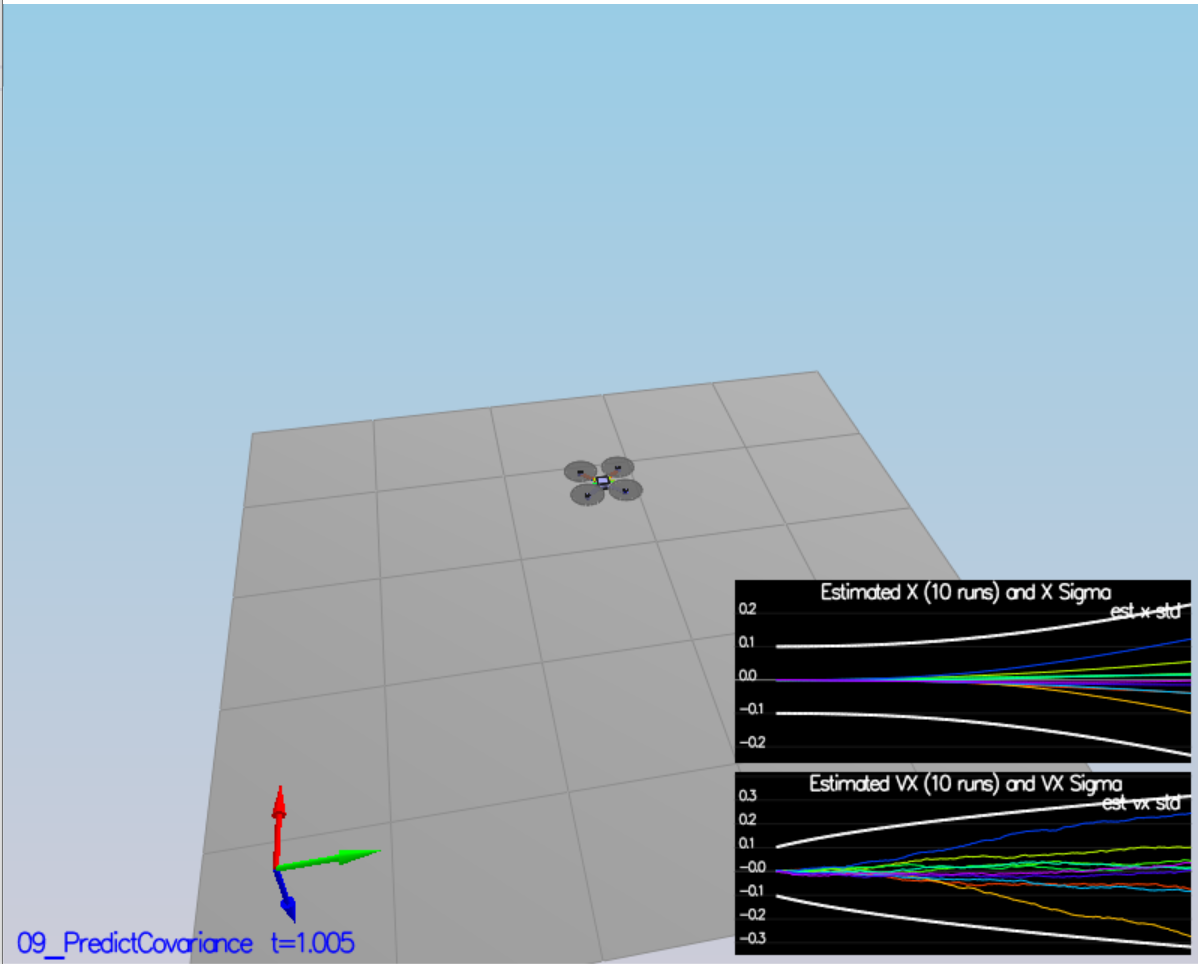 Estimated X (10 runs) and X Sigma
est x std
0.2
0.1
0.0
-0.1
-0.2
Estimated VX (10 runs) and VX Sigma
est vx std
0.3
0.2
0.1
-0.0
-0.1
-0.2
-0.3
09_PredictCovariance t=1.005